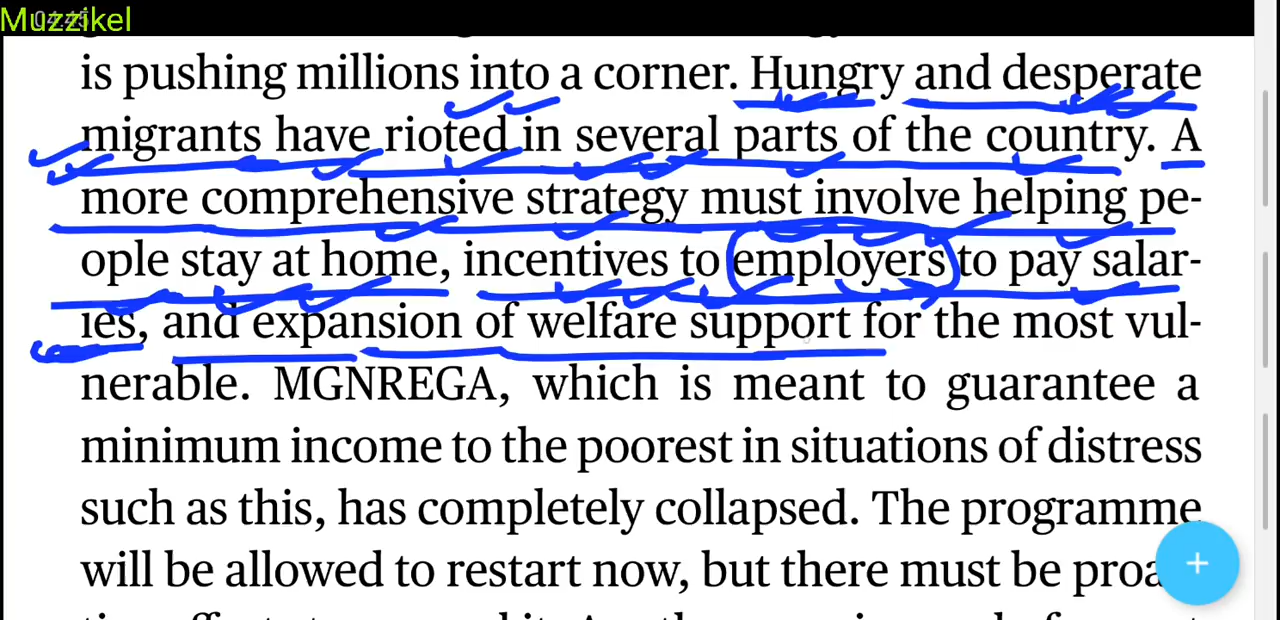 Muzzikel
is pushing millions into a corner. Hungry and desperate
migrants have rioted in several parts of the country. A
more comprehensive strategy must involve helping pe-
ople stay at home, incentives to employers to pay salar-
ies, and expansion of welfare support for the most vul-
nerable. MGNREGA, which is meant to guarantee a
minimum income to the poorest in situations of distress
such as this, has completely collapsed. The programme
will be allowed to restart now, but there must be proa